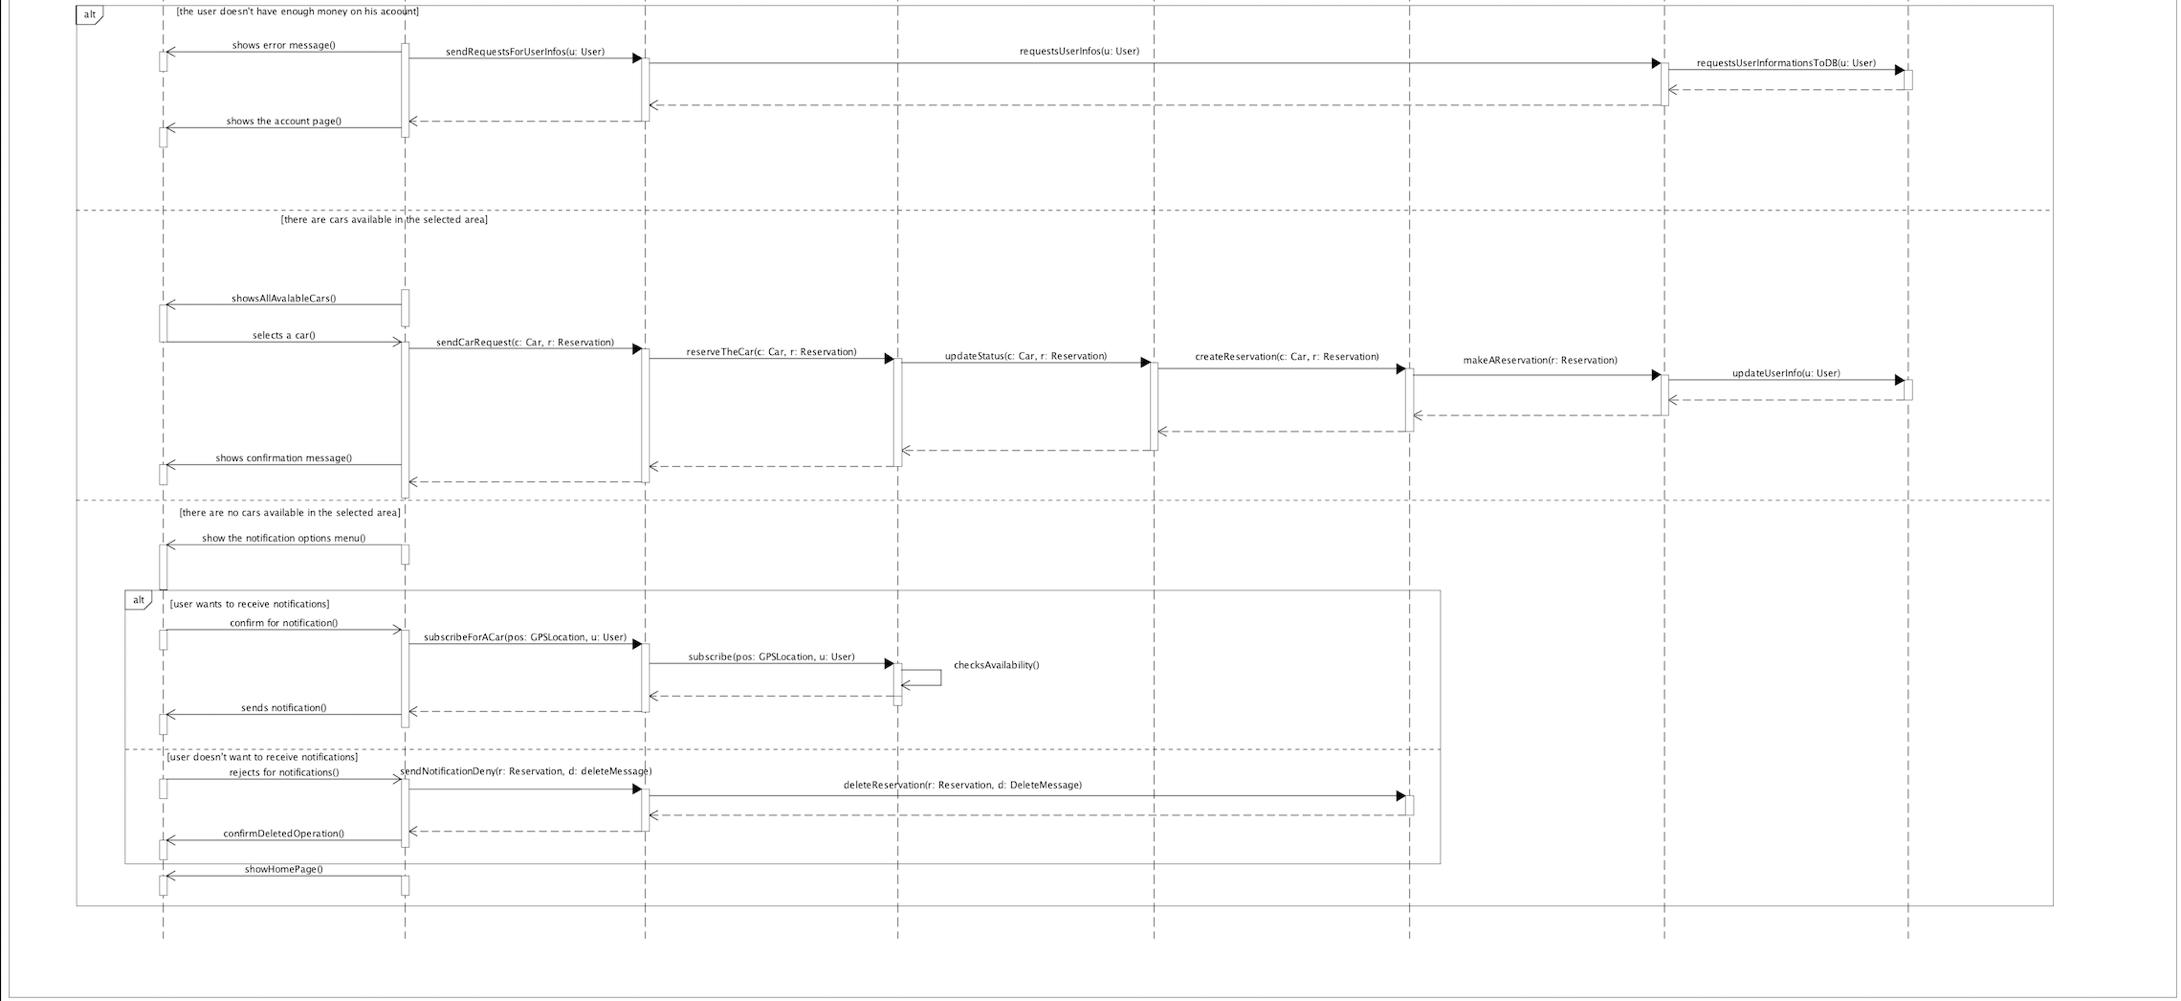 alt
[the user doesn't have enough money on his acoount]
shows error message()
sendRequestsForUserInfos(u: User)
requestsUserInfos(u: User)
requestsUserInformationsToDB(u: User)
shows the account page()
[there are cars available in the selected area]
showsAllAvalableCars()
selects a car()
sendCarRequest(c: Car, r: Reservation)
reserveTheCar(c: Car, r: Reservation)
updateStatus(c: Car, r: Reservation)
createReservation(c: Car, r: Reservation)
makeAReservation(r: Reservation)
updateUserInfo(u: User)
shows confirmation message()
[there are no cars available in the selected area]
show the notification options menu()
alt
[user wants to receive notifications]
confirm for notification()
subscribeForACar(pos: GPSLocation, u: User)
subscribe(pos: GPSLocation, u: User)
checksAvailability()
sends notification()
[user doesn't want to receive notifications]
rejects for notifications()
sendNotificationDeny(r: Reservation, d: deleteMessage)
deleteReservation(r: Reservation, d: DeleteMessage)
confirmDeletedOperation()
showHomePage()